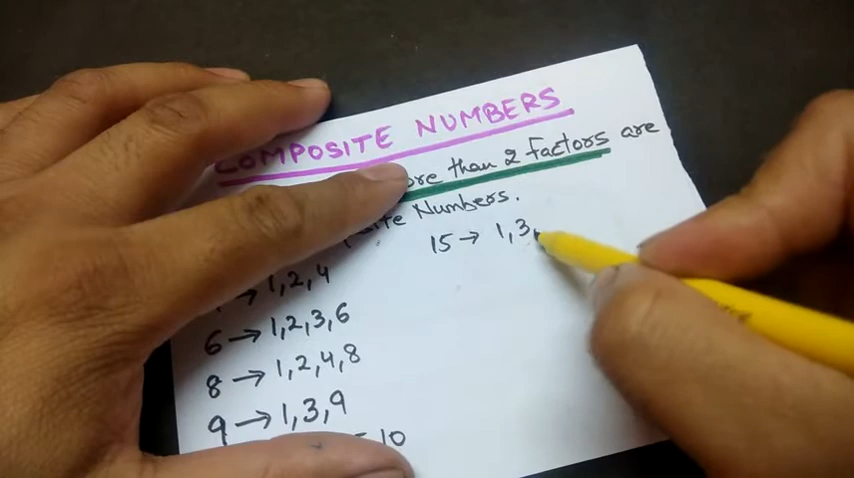 COMPOSITE NUMBERS
than 2 Factors are
Numbers.
15 → 1,3,
→ 1,2,4
6 → 1,2,3,6
8 → 1,2,4,8
9 → 1,3,9
10